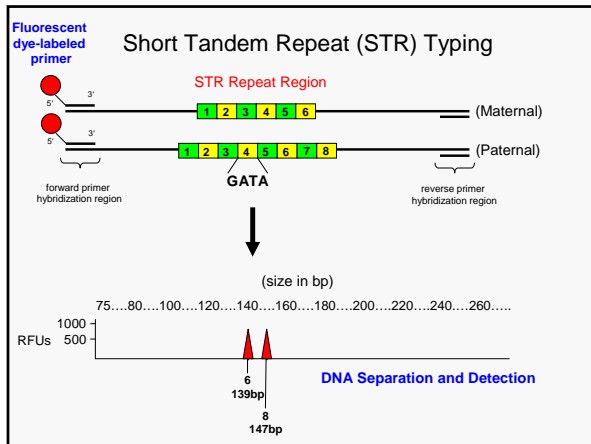 Fluorescent
dye-labeled
primer
Short Tandem Repeat (STR) Typing
STR Repeat Region
3’
5’
1 2 3 4 5 6
(Maternal)
3’
5’
1 2 3 4 5 6 7 8
(Paternal)
GATA
forward primer
hybridization region
reverse primer
hybridization region
(size in bp)
75….80….100….120….140….160….200….220….240….260…..
1000
RFUs
500
6
139bp
DNA Separation and Detection
8
147bp